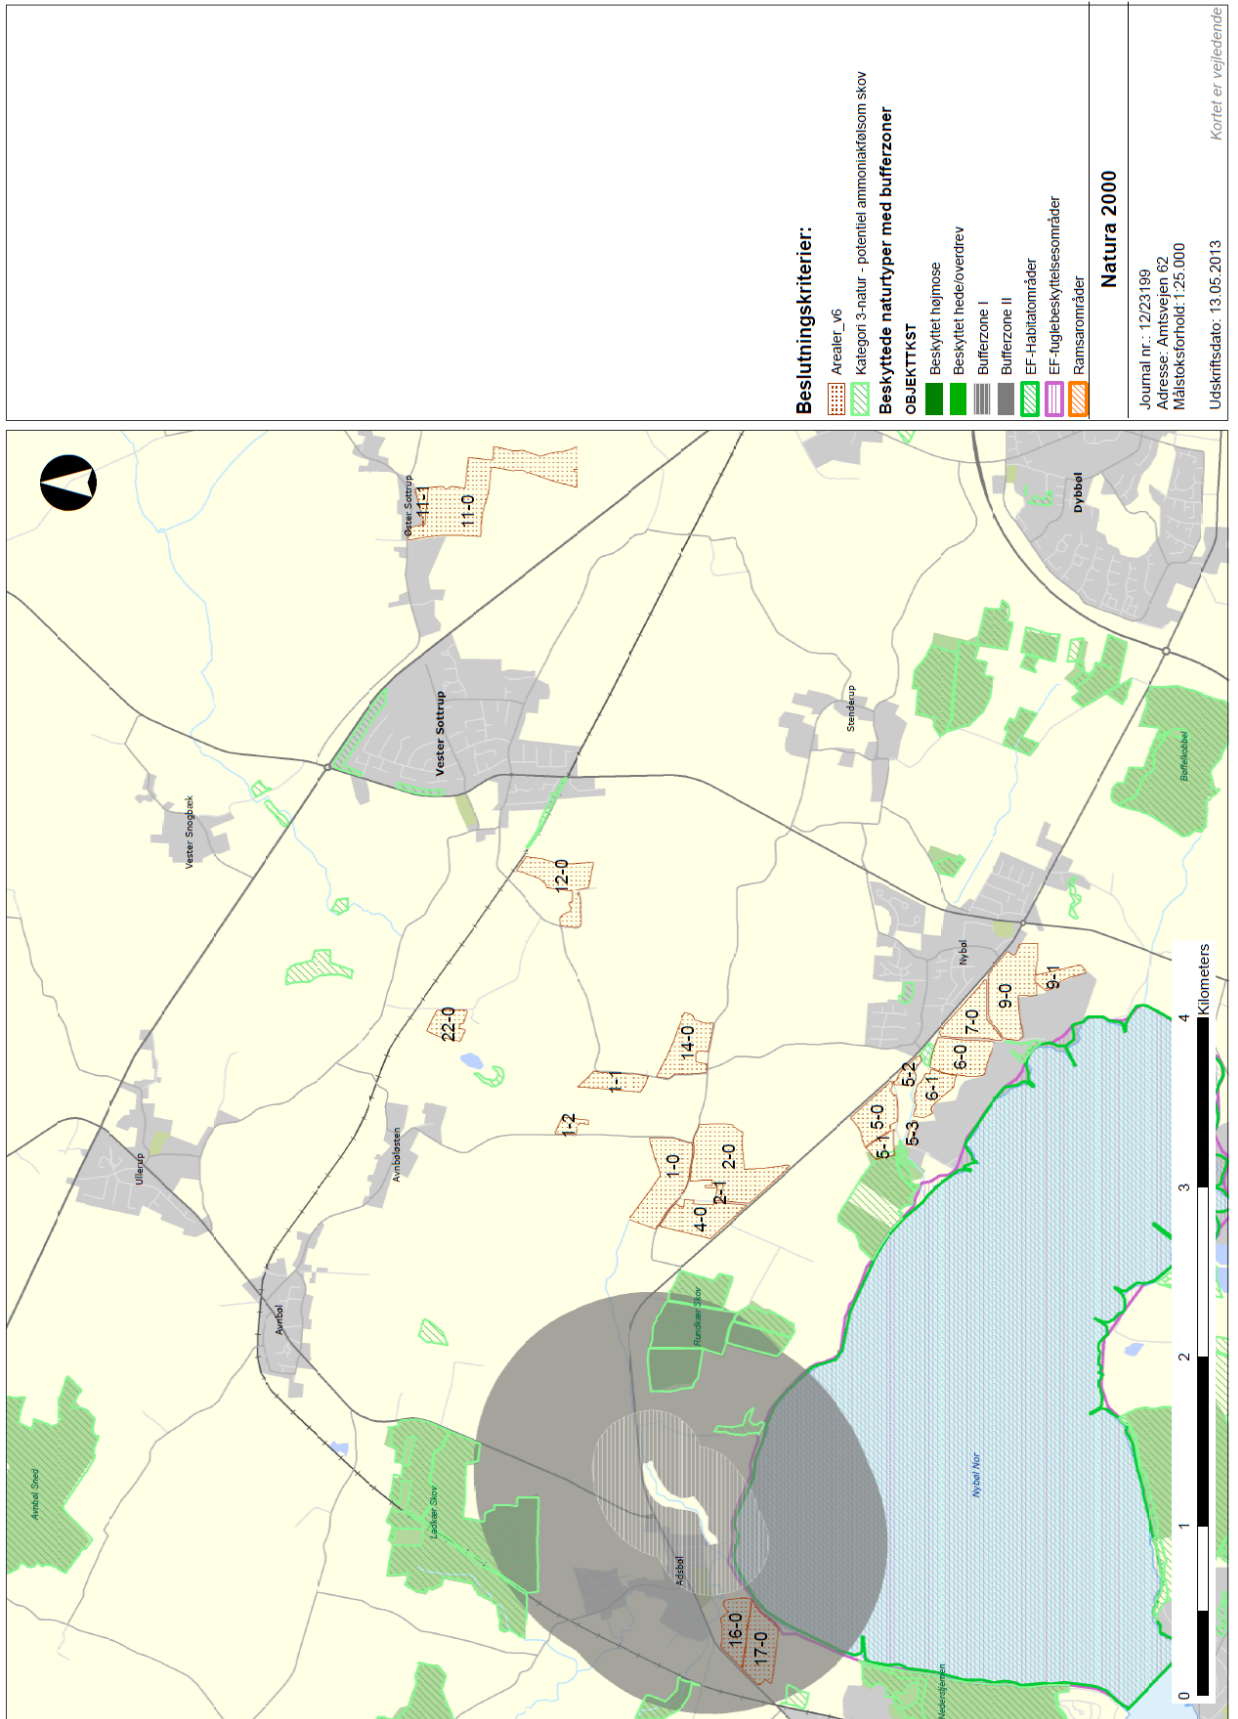 Beslutningskriterier:
Arealer_v6
Kategori 3-natur - potentiel ammoniakfølsom skov
Beskyttede naturtyper med bufferzoner
OBJEKTTKST
Beskyttet højmose
Beskyttet hede/overdrev
Bufferzone I
Bufferzone II
EF-Habitatområder
EF-fuglebeskyttelsesområder
Ramsarområder
Natura 2000
Journal nr.: 12/23199
Adresse: Amtsvejen 62
Målstoksforhold:1:25.000
Udskriftsdato: 13.05.2013
Kortet er vejledende
Avnbøl Sned
Ullerup
Vester Snogbæk
Avnbøl
Avnbøløsten
Vester Sottrup
Øster Sottrup
11-1
11-0
Ladkær Skov
22-0
12-0
1-2
1-1
14-0
1-0
2-0
2-1
4-0
Rundkær Skov
Adsbøl
16-0
17-0
Stenderup
Nybøl
5-1
5-0
5-2
5-3
6-1
6-0
7-0
9-0
9-1
Dybbøl
Bøffelkobbel
Nybøl Nor
Nederstjernen
0
1
2
3
4
Kilometers